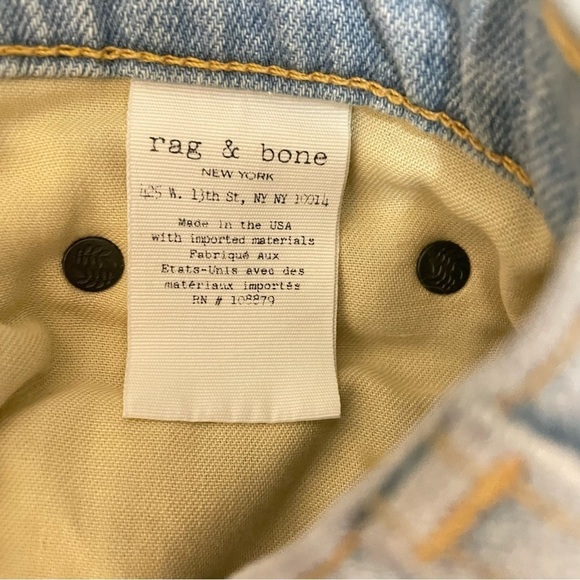 rag & bone
NEW YORK
425 W. 13th St, NY NY 10014
Made in the USA
with imported materials
Fabriqué Aux
Etats-Unis avec des
matériaux importés
RN # 108879